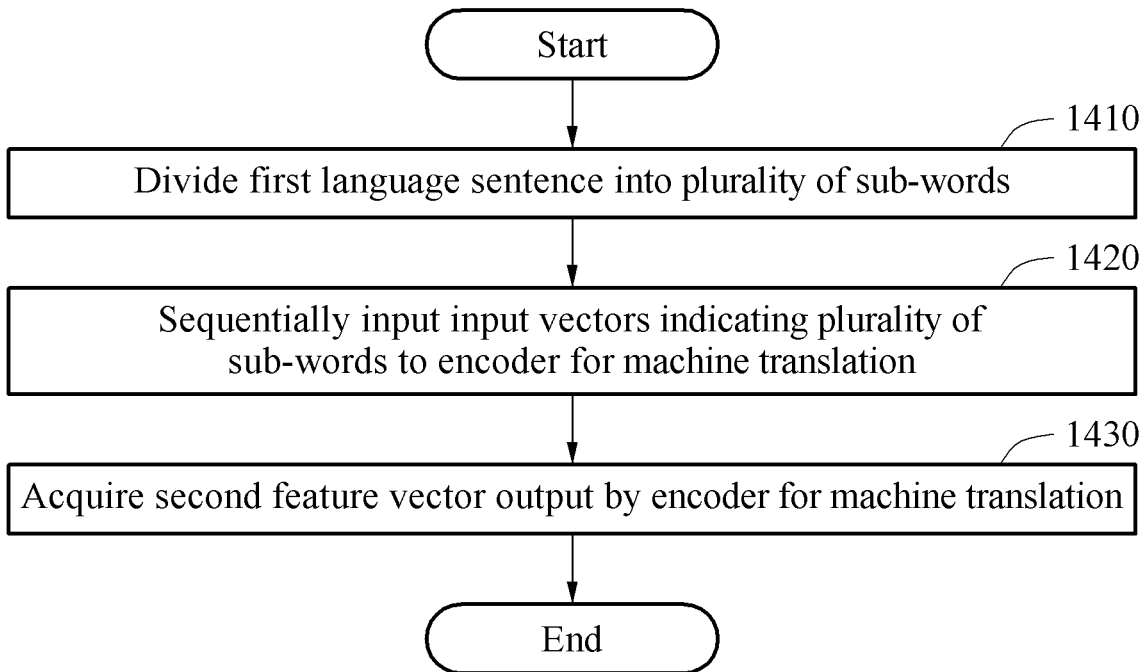 Start
1410
Divide first language sentence into plurality of sub-words
1420
Sequentially input input vectors indicating plurality of
sub-words to encoder for machine translation
1430
Acquire second feature vector output by encoder for machine translation
End